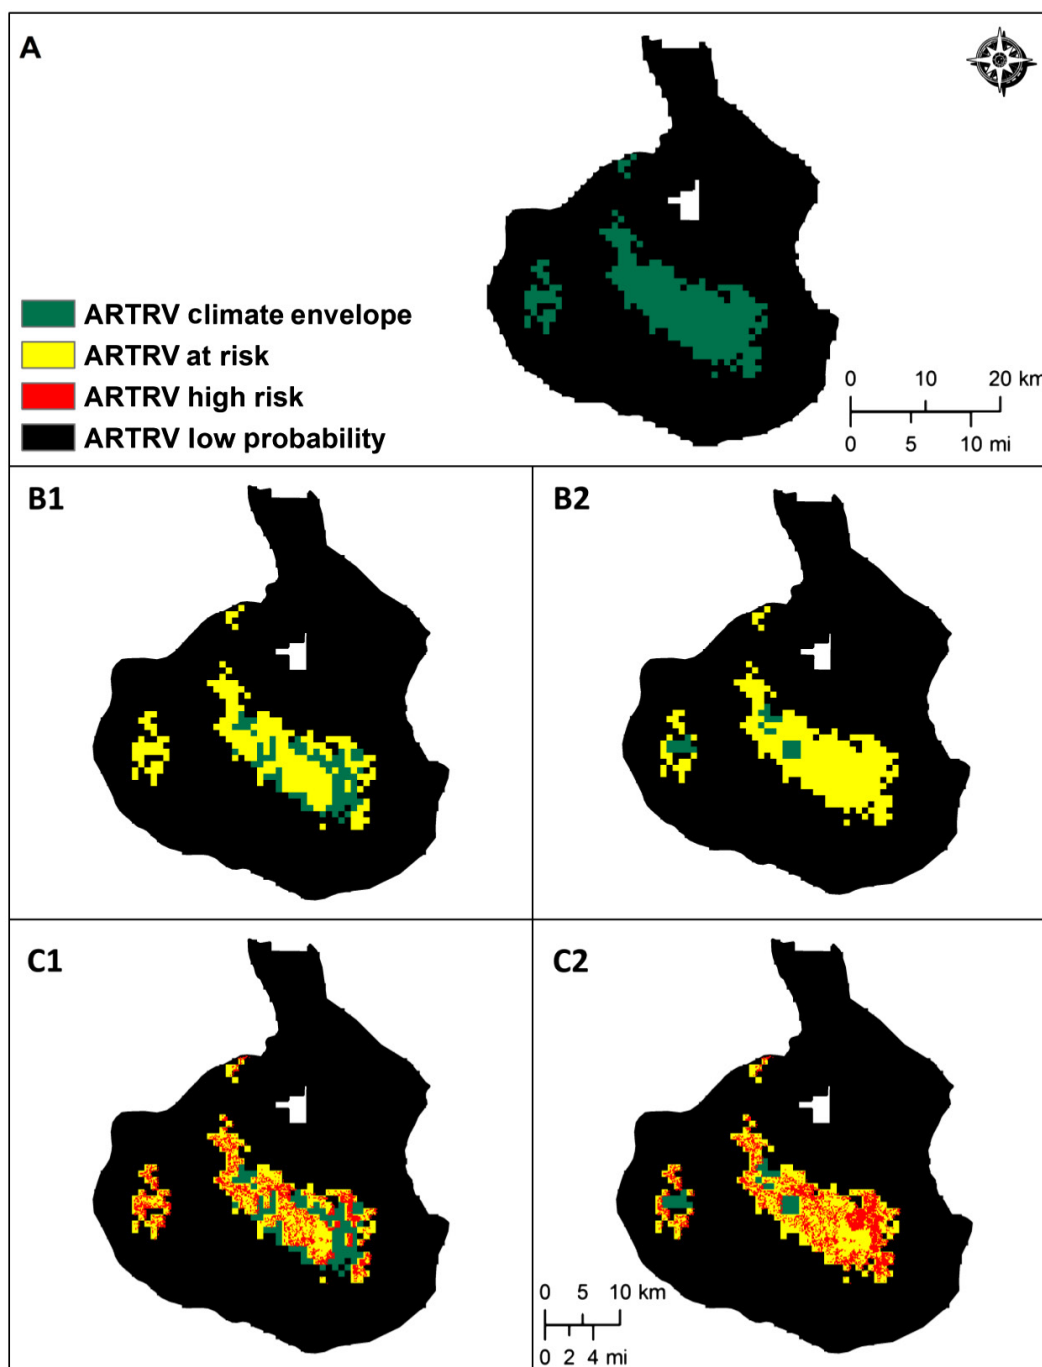 A
ARTRV climate envelope
ARTRV at risk
ARTRV high risk
ARTRV low probability
0 10 20 km
0 5 10 mi
B1
B2
C1
C2
0 5 10 km
0 2 4 mi